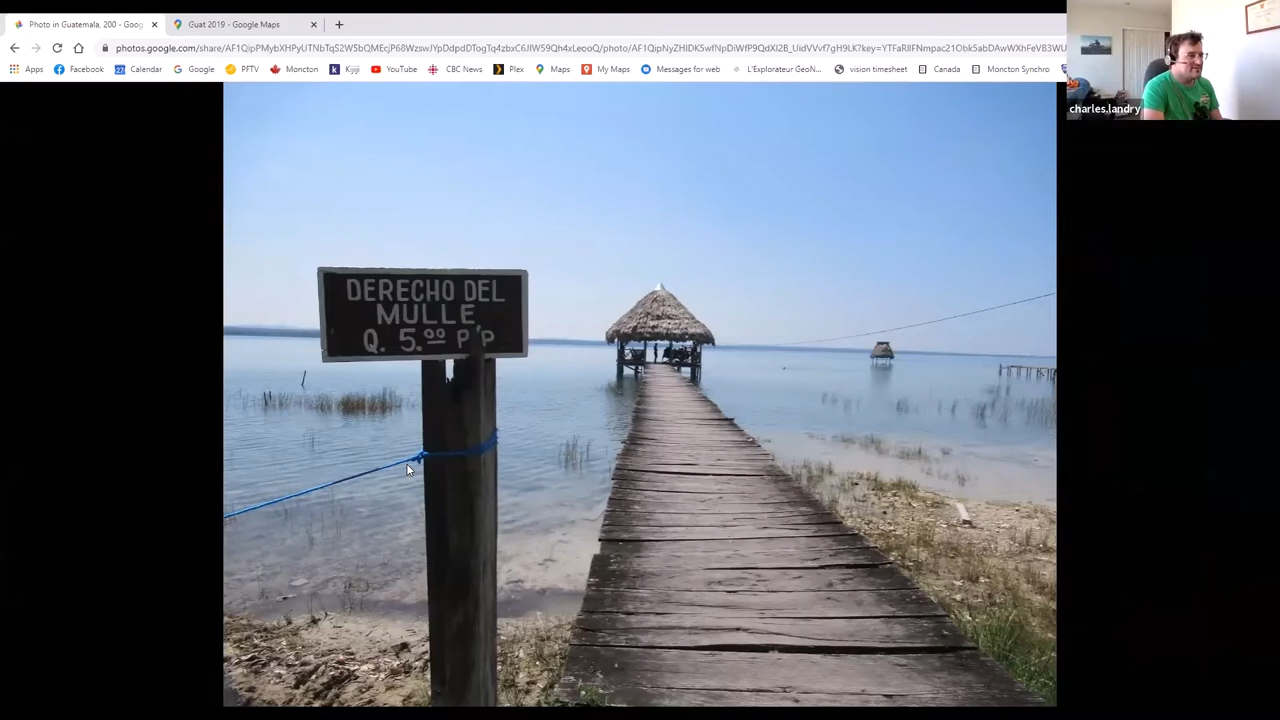 Photo in Guatemala, 200 - Goog
Guat 2019 - Google Maps
Apps
Facebook
27
Calendar
Google
PFTV
Moncton
Kijiji
YouTube
CBC News
Plex
Maps
My Maps
Messages for web
L'Explorateur GeoN...
vision timesheet
Canada
Moncton Synchro
charles.landry
DERECHO DEL
MULLE
Q. 5.00 P'P